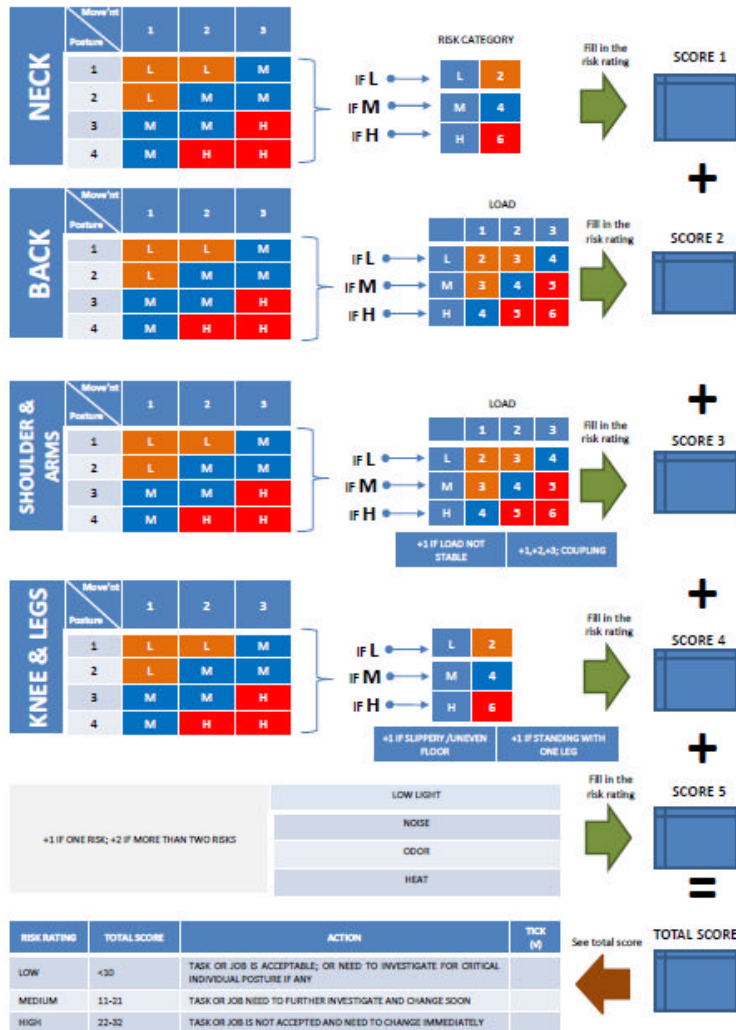 NECK
Move'nt
Posture
1 2 3
1 L L M
2 L M M
3 M M H
4 M H H
IF L
IF M
IF H
RISK CATEGORY
L 2
M 4
H 6
Fill in the
risk rating
SCORE 1
+
BACK
Move'nt
Posture
1 2 3
1 L L M
2 L M M
3 M M H
4 M H H
IF L
IF M
IF H
LOAD
1 2 3
L 2 3 4
M 3 4 5
H 4 5 6
Fill in the
risk rating
SCORE 2
+
SHOULDER &
ARMS
Move'nt
Posture
1 2 3
1 L L M
2 L M M
3 M M H
4 M H H
IF L
IF M
IF H
LOAD
1 2 3
L 2 3 4
M 3 4 5
H 4 5 6
+1 IF LOAD NOT
STABLE
+1,+2,+3; COUPLING
Fill in the
risk rating
SCORE 3
+
KNEE & LEGS
Move'nt
Posture
1 2 3
1 L L M
2 L M M
3 M M H
4 M H H
IF L
IF M
IF H
L 2
M 4
H 6
+1 IF SLIPPERY /UNEVEN
FLOOR
+1 IF STANDING WITH
ONE LEG
Fill in the
risk rating
SCORE 4
+
+1 IF ONE RISK; +2 IF MORE THAN TWO RISKS
LOW LIGHT
NOISE
ODOR
HEAT
Fill in the
risk rating
SCORE 5
=
RISK RATING TOTAL SCORE ACTION TICK
(√)
LOW <10 TASK OR JOB IS ACCEPTABLE; OR NEED TO INVESTIGATE FOR CRITICAL
INDIVIDUAL POSTURE IF ANY
MEDIUM 11-21 TASK OR JOB NEED TO FURTHER INVESTIGATE AND CHANGE SOON
HIGH 22-32 TASK OR JOB IS NOT ACCEPTED AND NEED TO CHANGE IMMEDIATELY
See total score
TOTAL SCORE